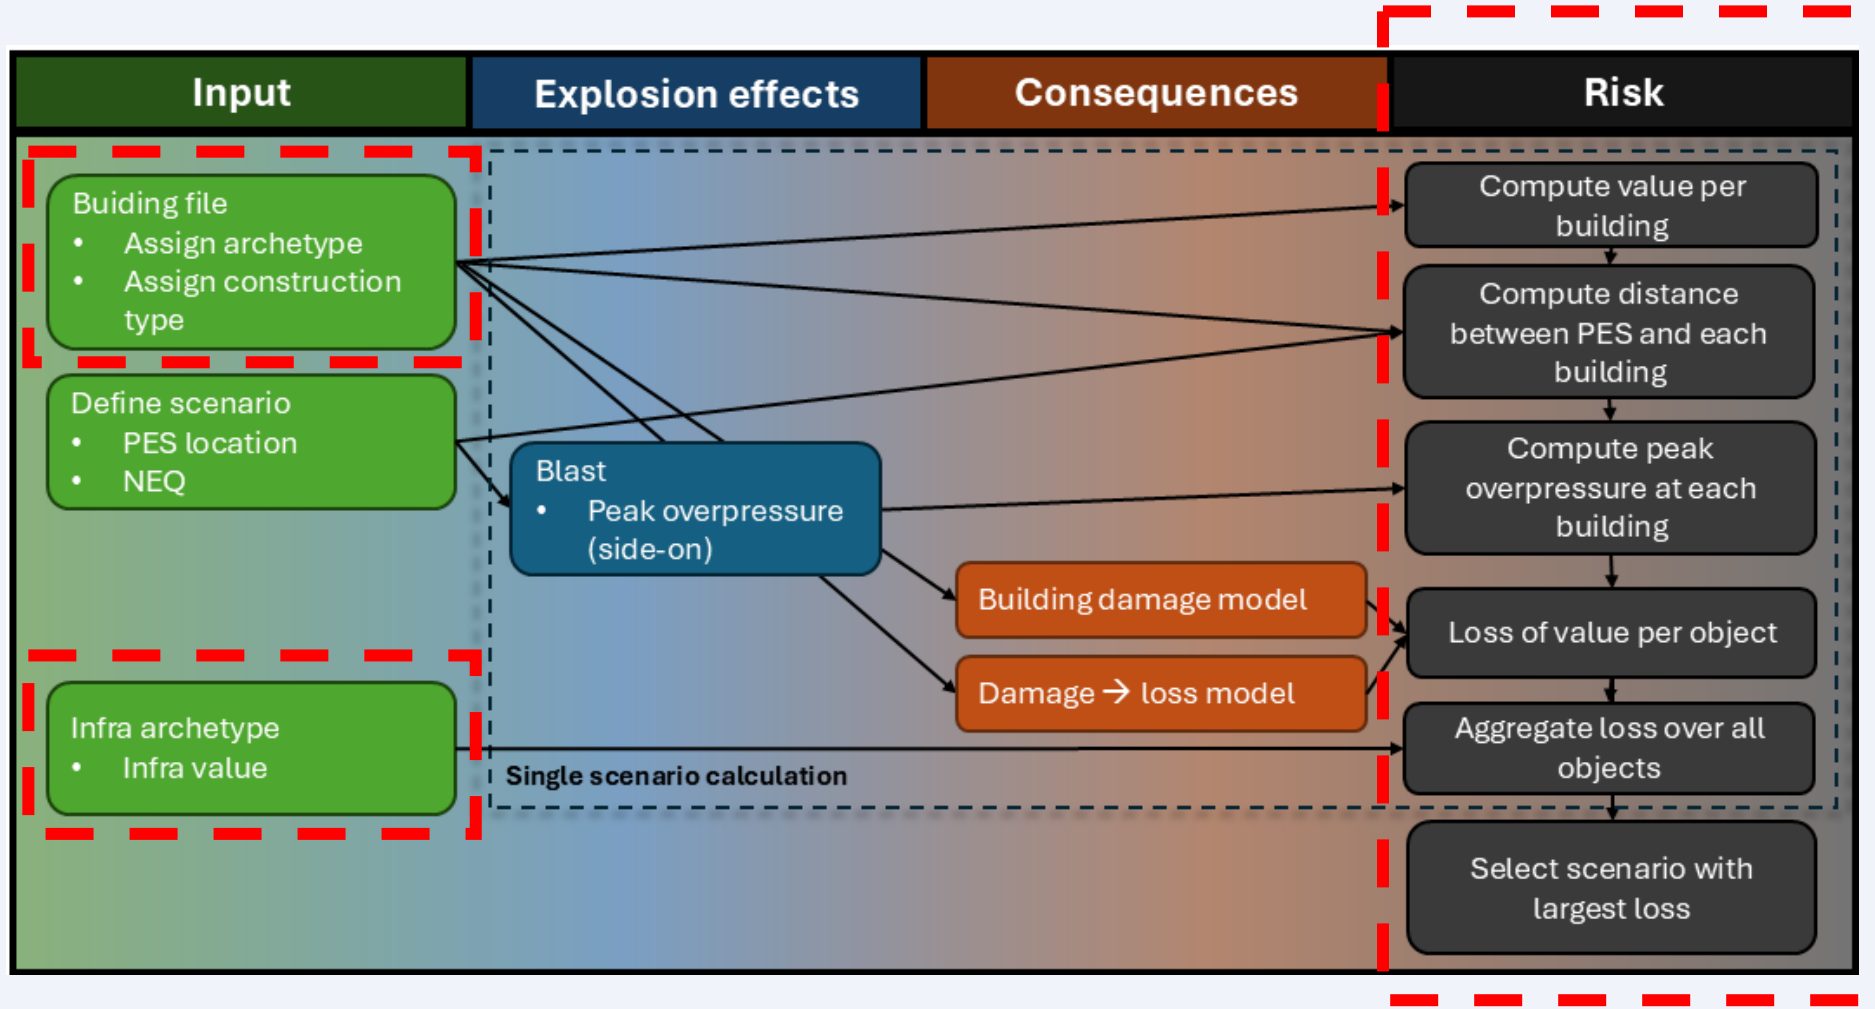 Input
Explosion effects
Consequences
Risk
Buiding file
• Assign archetype
• Assign construction
type
Define scenario
• PES location
• NEQ
Infra archetype
• Infra value
Blast
• Peak overpressure
(side-on)
Single scenario calculation
Building damage model
Damage → loss model
Compute value per
building
Compute distance
between PES and each
building
Compute peak
overpressure at each
building
Loss of value per object
Aggregate loss over all
objects
Select scenario with
largest loss